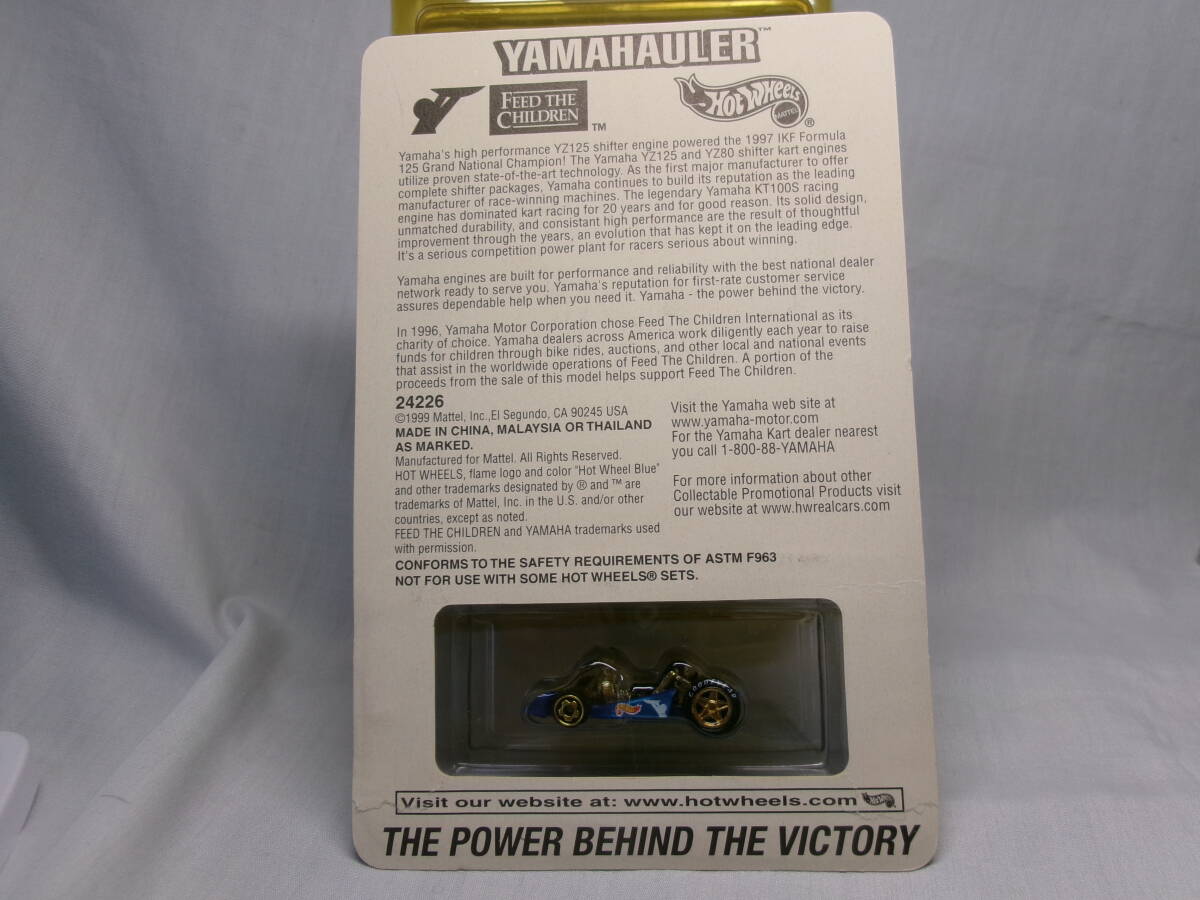 YAMAHAULER™
FEED THE
CHILDREN ™
Hot Wheels
MATTEL
®
Yamaha's high performance YZ125 shifter engine powered the 1997 IKF Formula
125 Grand National Champion! The Yamaha YZ125 and YZ80 shifter kart engines
utilize proven state-of-the-art technology. As the first major manufacturer to offer
complete shifter packages, Yamaha continues to build its reputation as the leading
manufacturer of race-winning machines. The legendary Yamaha KT100S racing
engine has dominated kart racing for 20 years and for good reason. Its solid design,
unmatched durability, and consistant high performance are the result of thoughtful
improvement through the years, an evolution that has kept it on the leading edge.
It's a serious competition power plant for racers serious about winning.
Yamaha engines are built for performance and reliability with the best national dealer
network ready to serve you. Yamaha's reputation for first-rate customer service
assures dependable help when you need it. Yamaha - the power behind the victory.
In 1996, Yamaha Motor Corporation chose Feed The Children International as its
charity of choice. Yamaha dealers across America work diligently each year to raise
funds for children through bike rides, auctions, and other local and national events
that assist in the worldwide operations of Feed The Children. A portion of the
proceeds from the sale of this model helps support Feed The Children.
24226
©1999 Mattel, Inc.,El Segundo, CA 90245 USA
MADE IN CHINA, MALAYSIA OR THAILAND
AS MARKED.
Manufactured for Mattel. All Rights Reserved.
HOT WHEELS, flame logo and color "Hot Wheel Blue"
and other trademarks designated by ® and ™ are
trademarks of Mattel, Inc. in the U.S. and/or other
countries, except as noted.
FEED THE CHILDREN and YAMAHA trademarks used
with permission.
Visit the Yamaha web site at
www.yamaha-motor.com
For the Yamaha Kart dealer nearest
you call 1-800-88-YAMAHA
For more information about other
Collectable Promotional Products visit
our website at www.hwrealcars.com
CONFORMS TO THE SAFETY REQUIREMENTS OF ASTM F963
NOT FOR USE WITH SOME HOT WHEELS® SETS.
GOODYEAR
Visit our website at: www.hotwheels.com
THE POWER BEHIND THE VICTORY